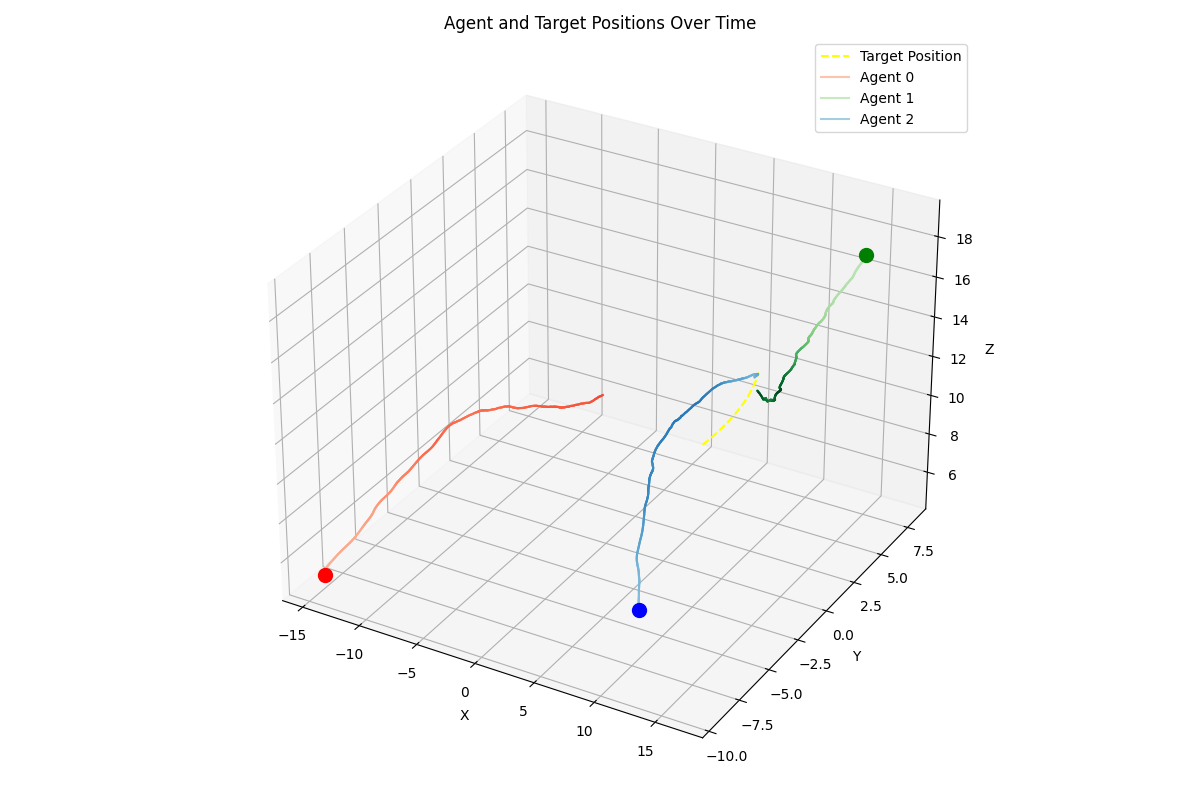 Agent and Target Positions Over Time
Target Position
Agent 0
Agent 1
Agent 2
18
16
14
12
10
8
6
Z
7.5
5.0
2.5
0.0
−2.5
−5.0
−7.5
−10.0
Y
−15
−10
−5
0
5
10
15
X